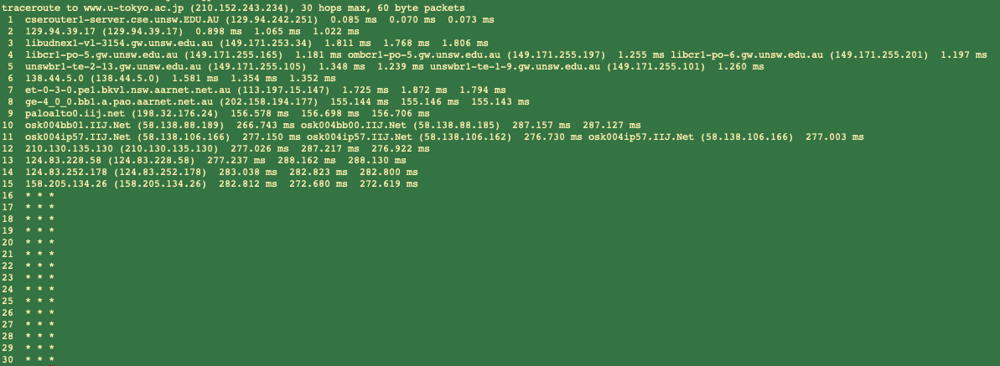 traceroute to www.u-tokyo.ac.jp (210.152.243.234), 30 hops max, 60 byte packets
1 cserouter1-server.cse.unsw.EDU.AU (129.94.242.251) 0.085 ms 0.070 ms 0.073 ms
2 129.94.39.17 (129.94.39.17) 0.898 ms 1.065 ms 1.022 ms
3 libudnex1-vl-3154.gw.unsw.edu.au (149.171.253.34) 1.811 ms 1.768 ms 1.806 ms
4 libcr1-po-5.gw.unsw.edu.au (149.171.255.165) 1.181 ms ombcr1-po-5.gw.unsw.edu.au (149.171.255.197) 1.255 ms libcr1-po-6.gw.unsw.edu.au (149.171.255.201) 1.197 ms
5 unswbr1-te-2-13.gw.unsw.edu.au (149.171.255.105) 1.348 ms 1.239 ms unswbr1-te-1-9.gw.unsw.edu.au (149.171.255.101) 1.260 ms
6 138.44.5.0 (138.44.5.0) 1.581 ms 1.354 ms 1.352 ms
7 et-0-3-0.pe1.bkvl.nsw.aarnet.net.au (113.197.15.147) 1.725 ms 1.872 ms 1.794 ms
8 ge-4_0_0.bb1.a.pao.aarnet.net.au (202.158.194.177) 155.144 ms 155.146 ms 155.143 ms
9 paloalto0.iij.net (198.32.176.24) 156.578 ms 156.698 ms 156.706 ms
10 osk004bb01.IIJ.Net (58.138.88.189) 266.743 ms osk004bb00.IIJ.Net (58.138.88.185) 287.157 ms 287.127 ms
11 osk004ip57.IIJ.Net (58.138.106.166) 277.150 ms osk004ip57.IIJ.Net (58.138.106.162) 276.730 ms osk004ip57.IIJ.Net (58.138.106.166) 277.003 ms
12 210.130.135.130 (210.130.135.130) 277.026 ms 287.217 ms 276.922 ms
13 124.83.228.58 (124.83.228.58) 277.237 ms 288.162 ms 288.130 ms
14 124.83.252.178 (124.83.252.178) 283.038 ms 282.823 ms 282.800 ms
15 158.205.134.26 (158.205.134.26) 282.812 ms 272.680 ms 272.619 ms
16 * * *
17 * * *
18 * * *
19 * * *
20 * * *
21 * * *
22 * * *
23 * * *
24 * * *
25 * * *
26 * * *
27 * * *
28 * * *
29 * * *
30 * * *